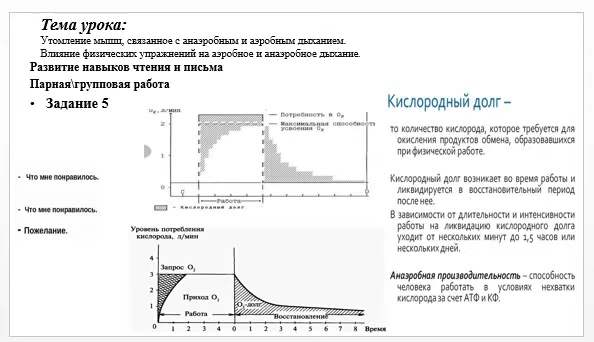 Тема урока:
Утомление мышц, связанное с анаэробным и аэробным дыханием.
Влияние физических упражнений на аэробное и анаэробное дыхание.
Развитие навыков чтения и письма
Парная\групповая работа
• Задание 5
- Что мне понравилось.
- Что мне понравилось.
- Пожелание.
л/мин
Потребность в O₂
Максимальная способность
усвоения O₂
2
1
0
Работа
- Кислородный долг
Уровень потребления
кислорода, л/мин
Запрос O₂
Приход O₂
O₂-долг
Работа
Восстановление
4
3
2
1
0 1 2 3 4 0 1 2 3 4 5 6 7 8 Время
Кислородный долг –
то количество кислорода, которое требуется для
окисления продуктов обмена, образовавшихся
при физической работе.
Кислородный долг возникает во время работы и
ликвидируется в восстановительный период
после нее.
В зависимости от длительности и интенсивности
работы на ликвидацию кислородного долга
уходит от нескольких минут до 1,5 часов или
нескольких дней.
Анаэробная производительность – способность
человека работать в условиях нехватки
кислорода за счет АТФ и КФ.